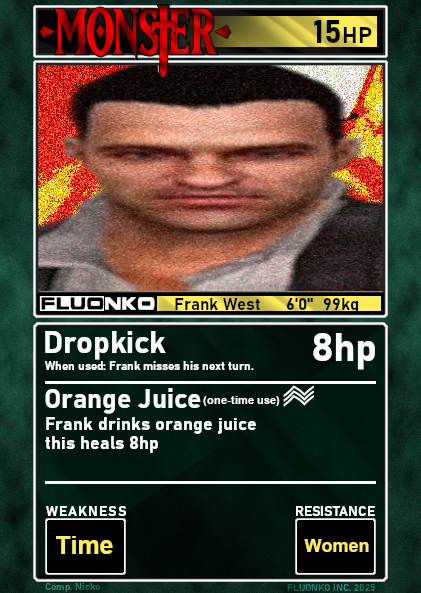 MONSTER
15HP
FLUONKO Frank West 6'0" 99kg
Dropkick 8hp
When used: Frank misses his next turn.
Orange Juice (one-time use)
Frank drinks orange juice
this heals 8hp
WEAKNESS RESISTANCE
Time Women
Comp. Nicko FLUONKO INC. 2025